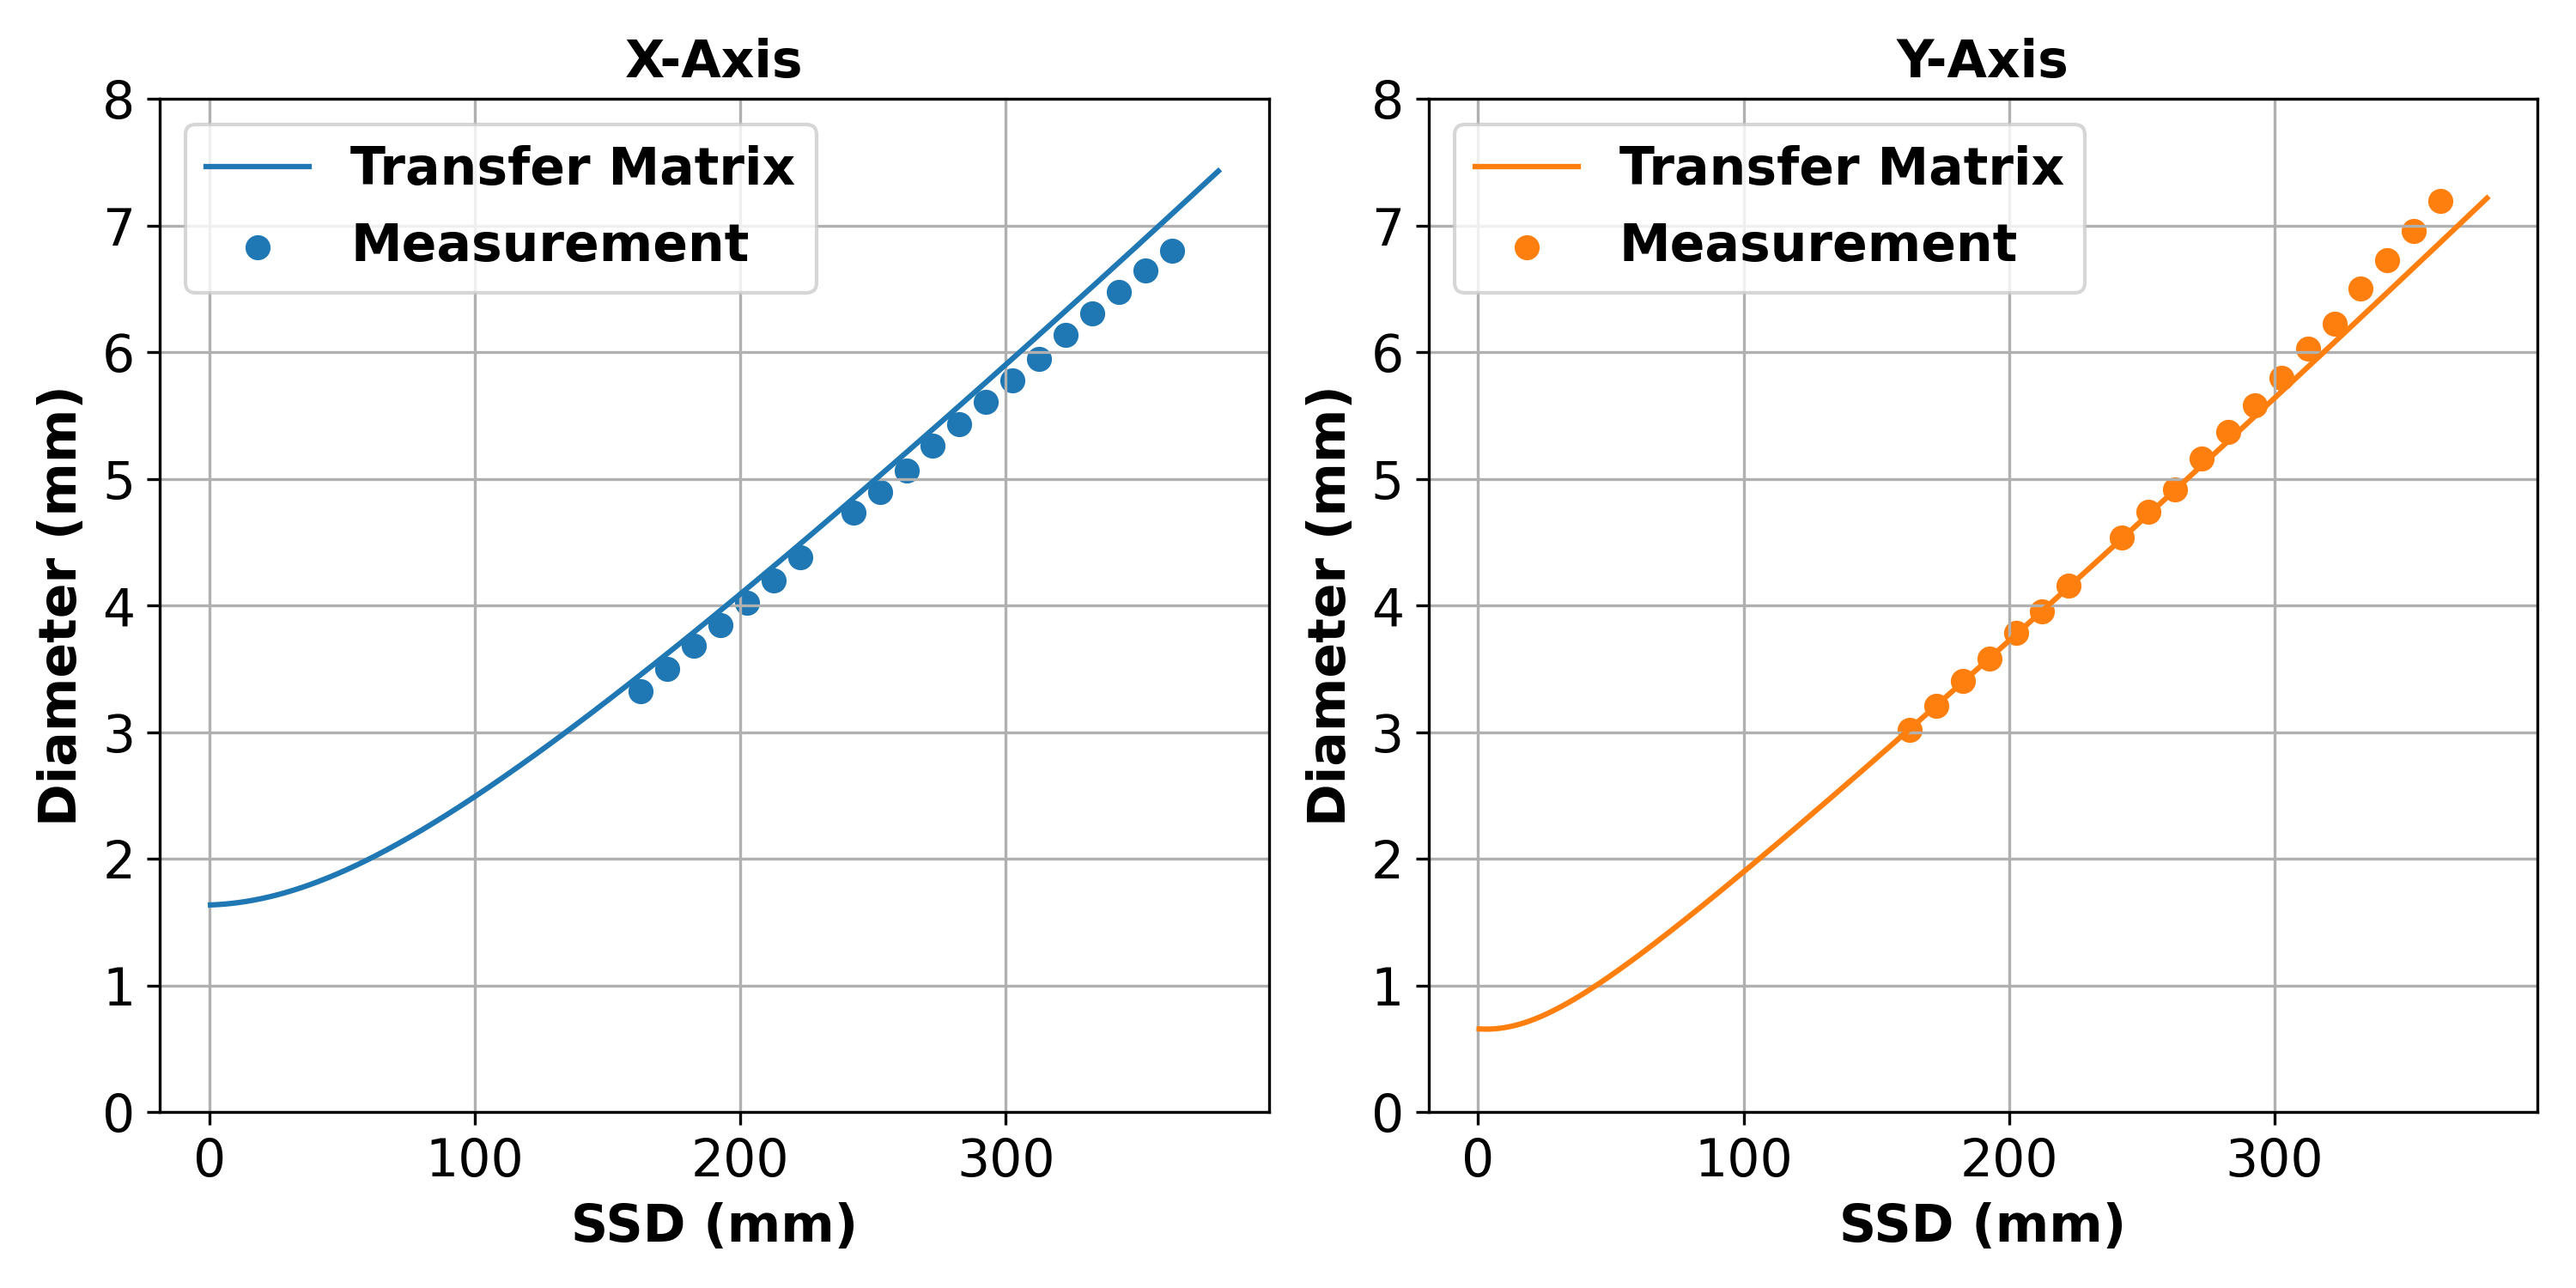 X-Axis
8
7
6
5
4
3
2
1
0
Diameter (mm)
Transfer Matrix
Measurement
0 100 200 300
SSD (mm)
Y-Axis
8
7
6
5
4
3
2
1
0
Diameter (mm)
Transfer Matrix
Measurement
0 100 200 300
SSD (mm)